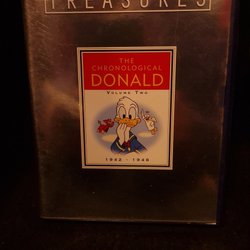 TREASURES
THE
CHRONOLOGICAL
DONALD
VOLUME TWO
1942 - 1946